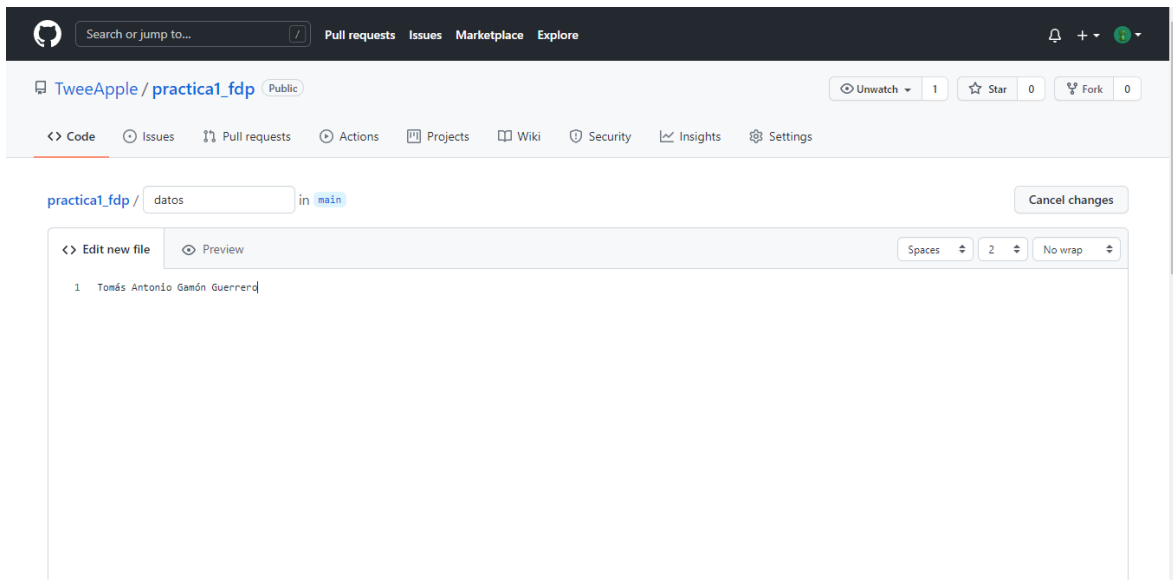 Search or jump to... / Pull requests Issues Marketplace Explore
TweeApple / practica1_fdp Public Unwatch 1 Star 0 Fork 0
<> Code Issues Pull requests Actions Projects Wiki Security Insights Settings
practica1_fdp / datos in main Cancel changes
<> Edit new file Preview Spaces 2 No wrap
1 Tomás Antonio Gamón Guerrero